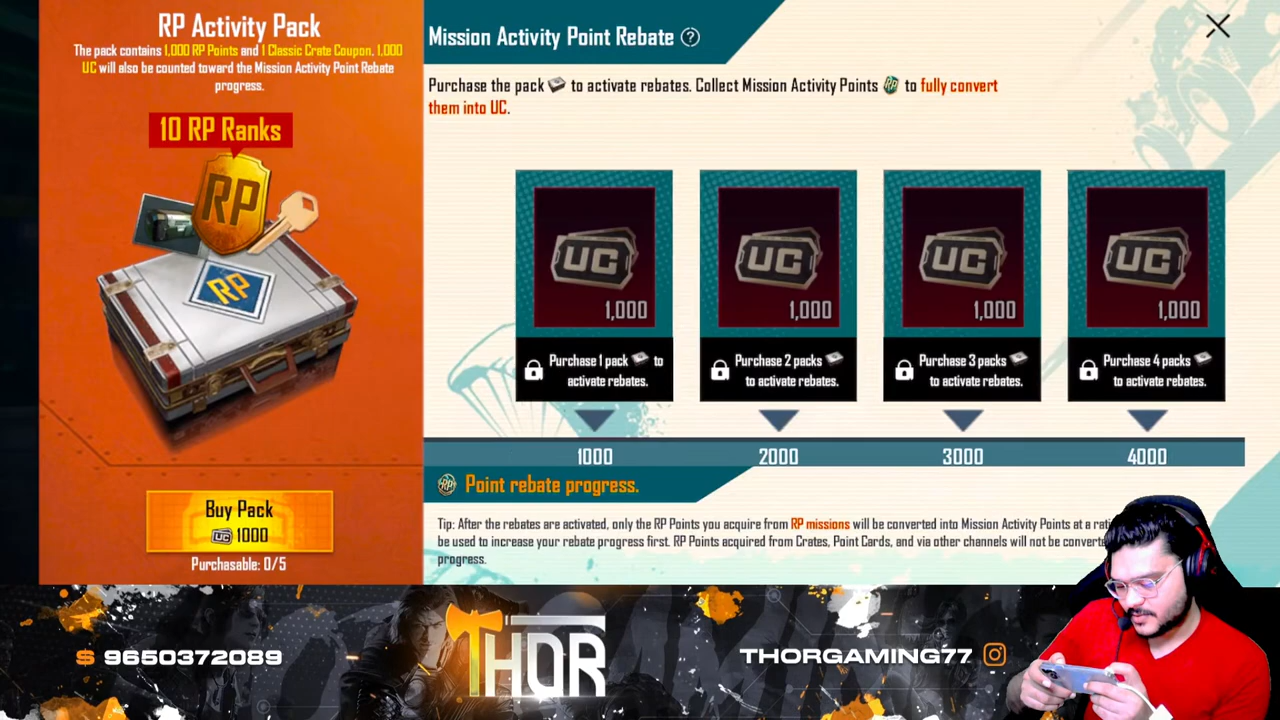 RP Activity Pack
The pack contains 1,000 RP Points and 1 Classic Crate Coupon. 1,000
UC will also be counted toward the Mission Activity Point Rebate
progress.
10 RP Ranks
RP
RP
Buy Pack
UC 1000
Purchasable: 0/5
Mission Activity Point Rebate ?
Purchase the pack to activate rebates. Collect Mission Activity Points RP to fully convert
them into UC.
UC UC UC UC
1,000 1,000 1,000 1,000
Purchase 1 pack to
activate rebates.
Purchase 2 packs
to activate rebates.
Purchase 3 packs
to activate rebates.
Purchase 4 packs
to activate rebates.
1000 2000 3000 4000
RP Point rebate progress.
Tip: After the rebates are activated, only the RP Points you acquire from RP missions will be converted into Mission Activity Points at a
be used to increase your rebate progress first. RP Points acquired from Crates, Point Cards, and via other channels will not be
progress.
$ 9650372089
THOR
THORGAMING77